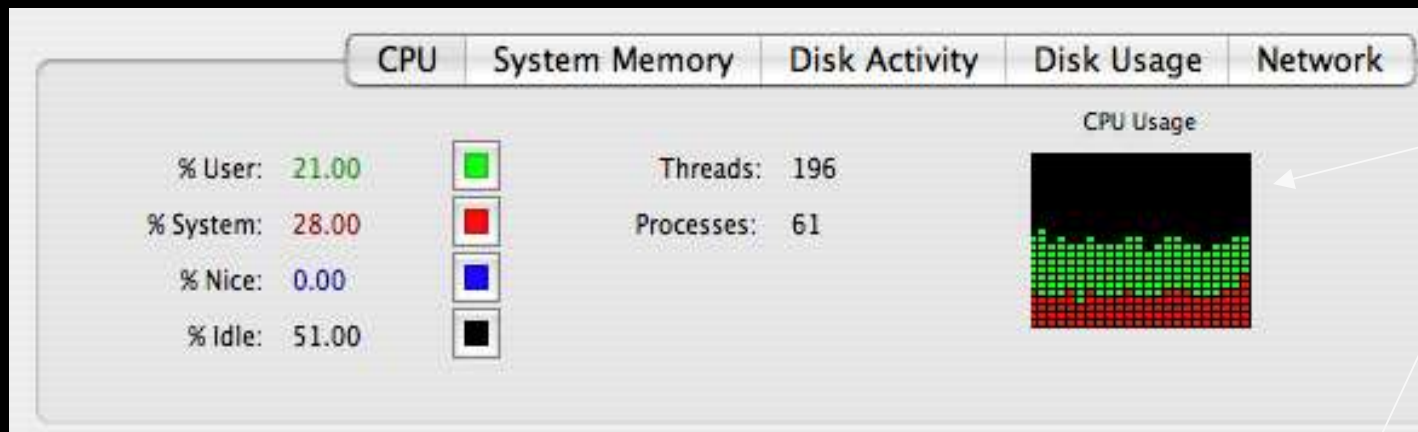 CPU System Memory Disk Activity Disk Usage Network
CPU Usage
% User: 21.00 Threads: 196
% System: 28.00 Processes: 61
% Nice: 0.00
% Idle: 51.00